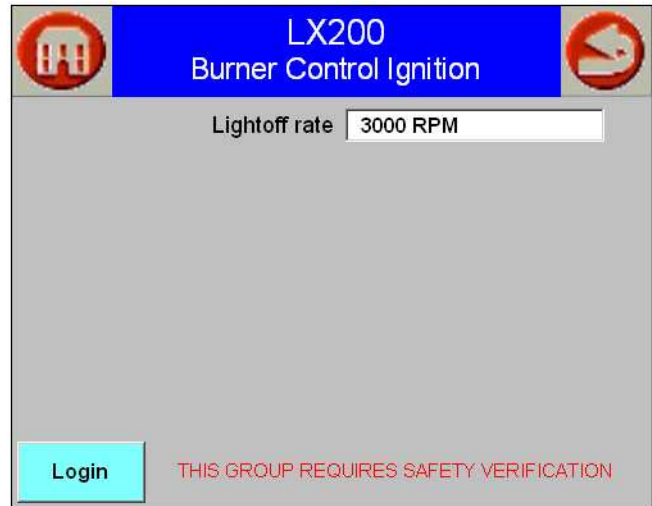 LX200
Burner Control Ignition
Lightoff rate 3000 RPM
Login THIS GROUP REQUIRES SAFETY VERIFICATION